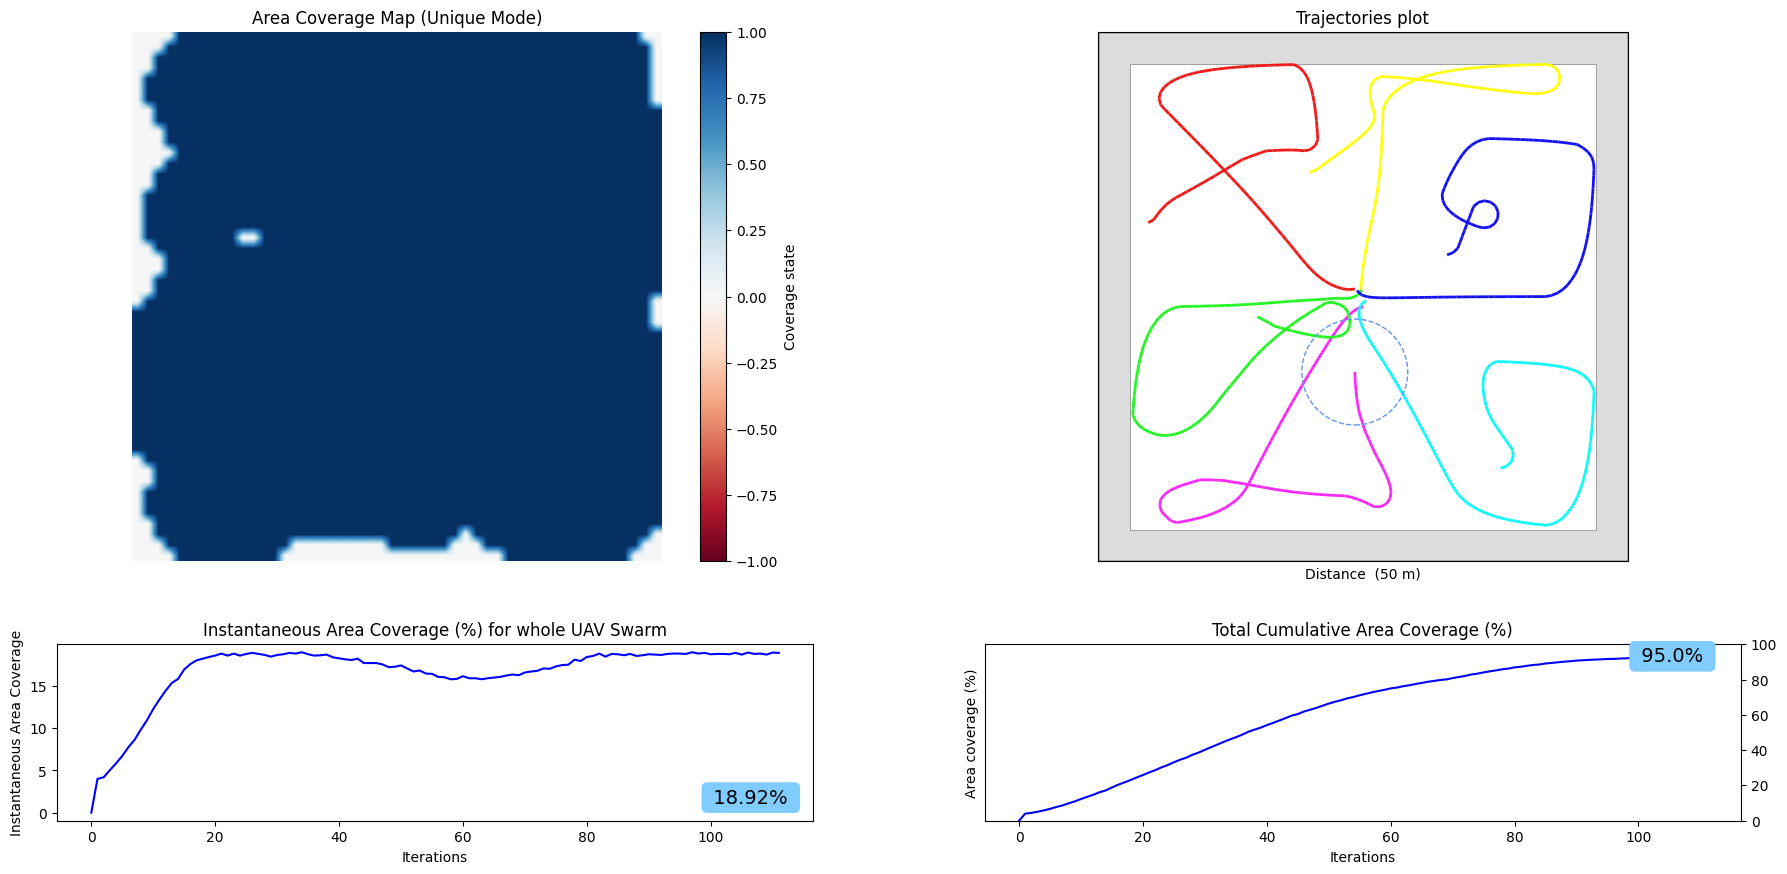 Area Coverage Map (Unique Mode)
1.00
0.75
0.50
0.25
0.00
−0.25
−0.50
−0.75
−1.00
Coverage state
Trajectories plot
Distance  (50 m)
Instantaneous Area Coverage (%) for whole UAV Swarm
Instantaneous Area Coverage
15
10
5
0
18.92%
0 20 40 60 80 100
Iterations
Total Cumulative Area Coverage (%)
Area coverage (%)
95.0%
100
80
60
40
20
0
0 20 40 60 80 100
Iterations